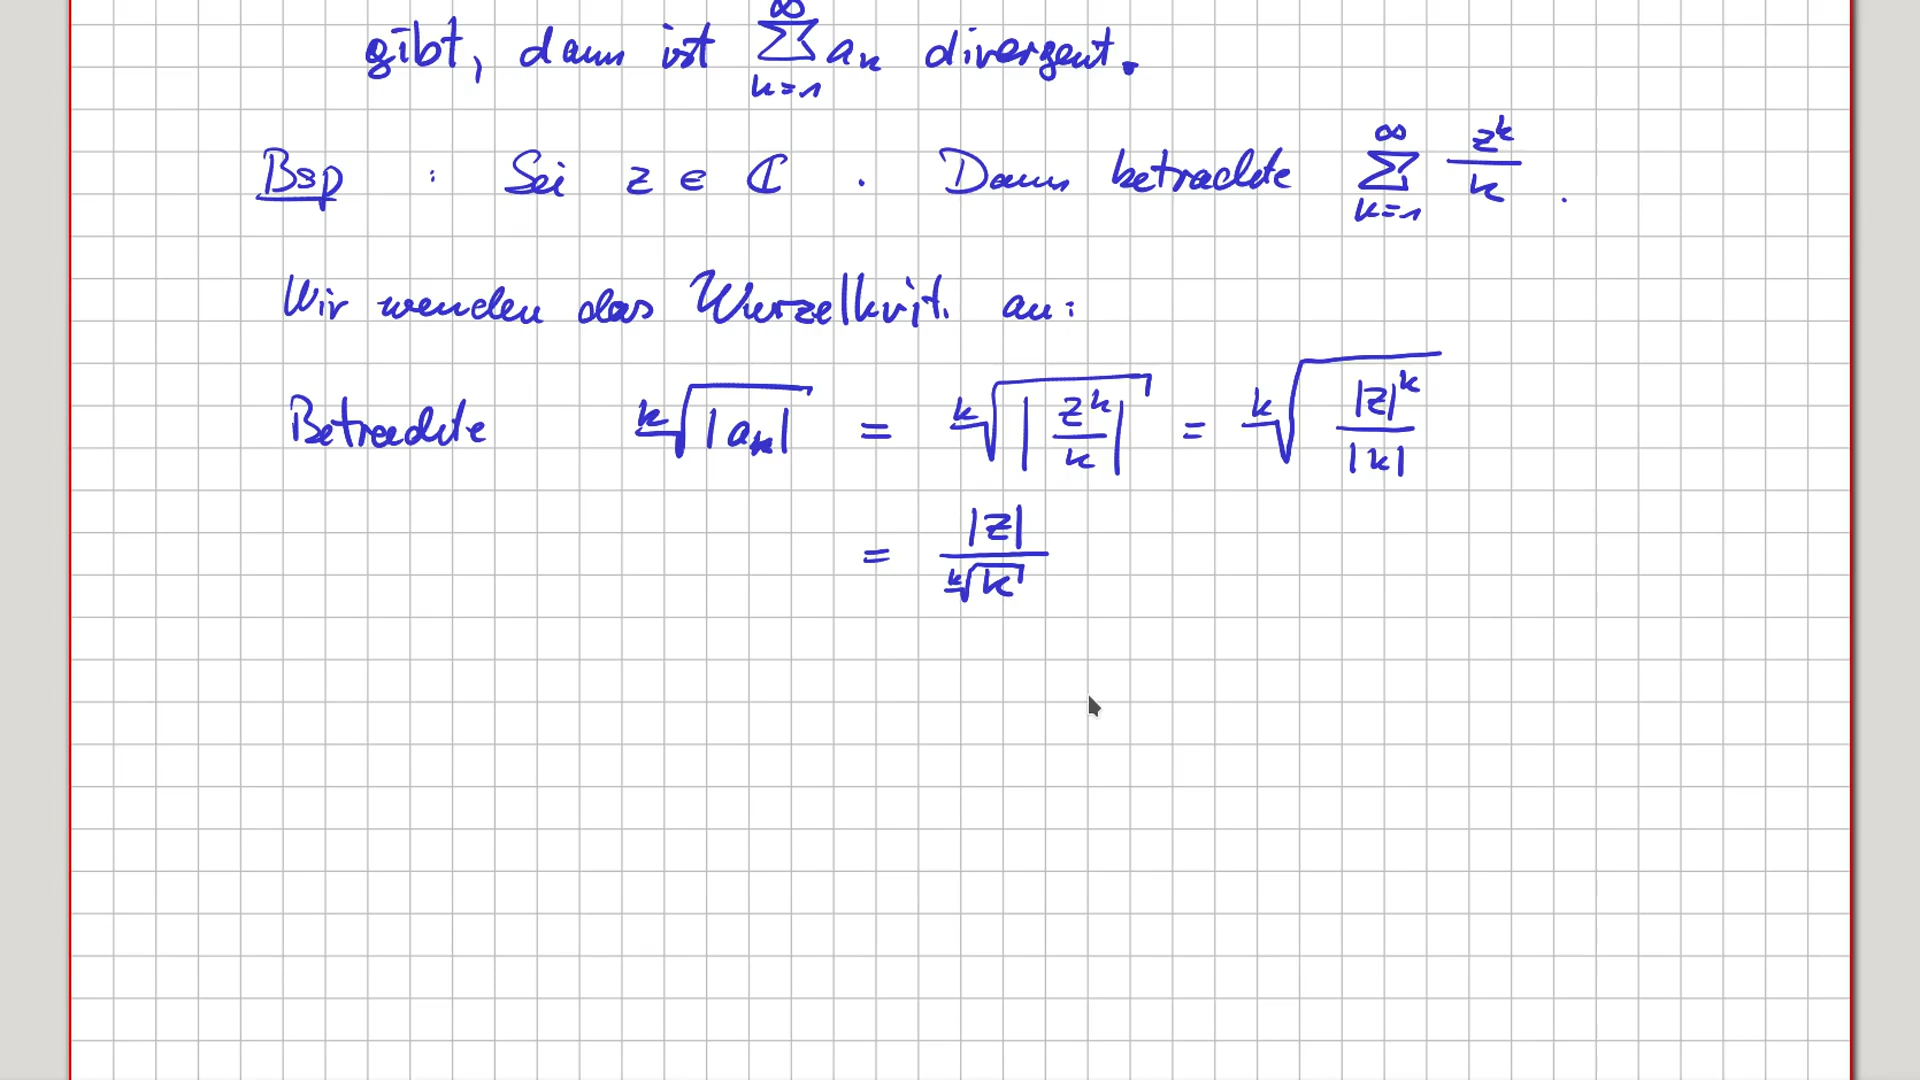 gibt, dann ist ∑_{k=1}^{∞} a_k divergent.
Bsp : Sei z ∈ ℂ . Dann betrachte ∑_{k=1}^{∞} z^k/k .
Wir wenden das Wurzelkrit. an:
Betrachte ᵏ√|a_k| = ᵏ√|z^k/k| = ᵏ√(|z|^k/|k|)
= |z|/ᵏ√k